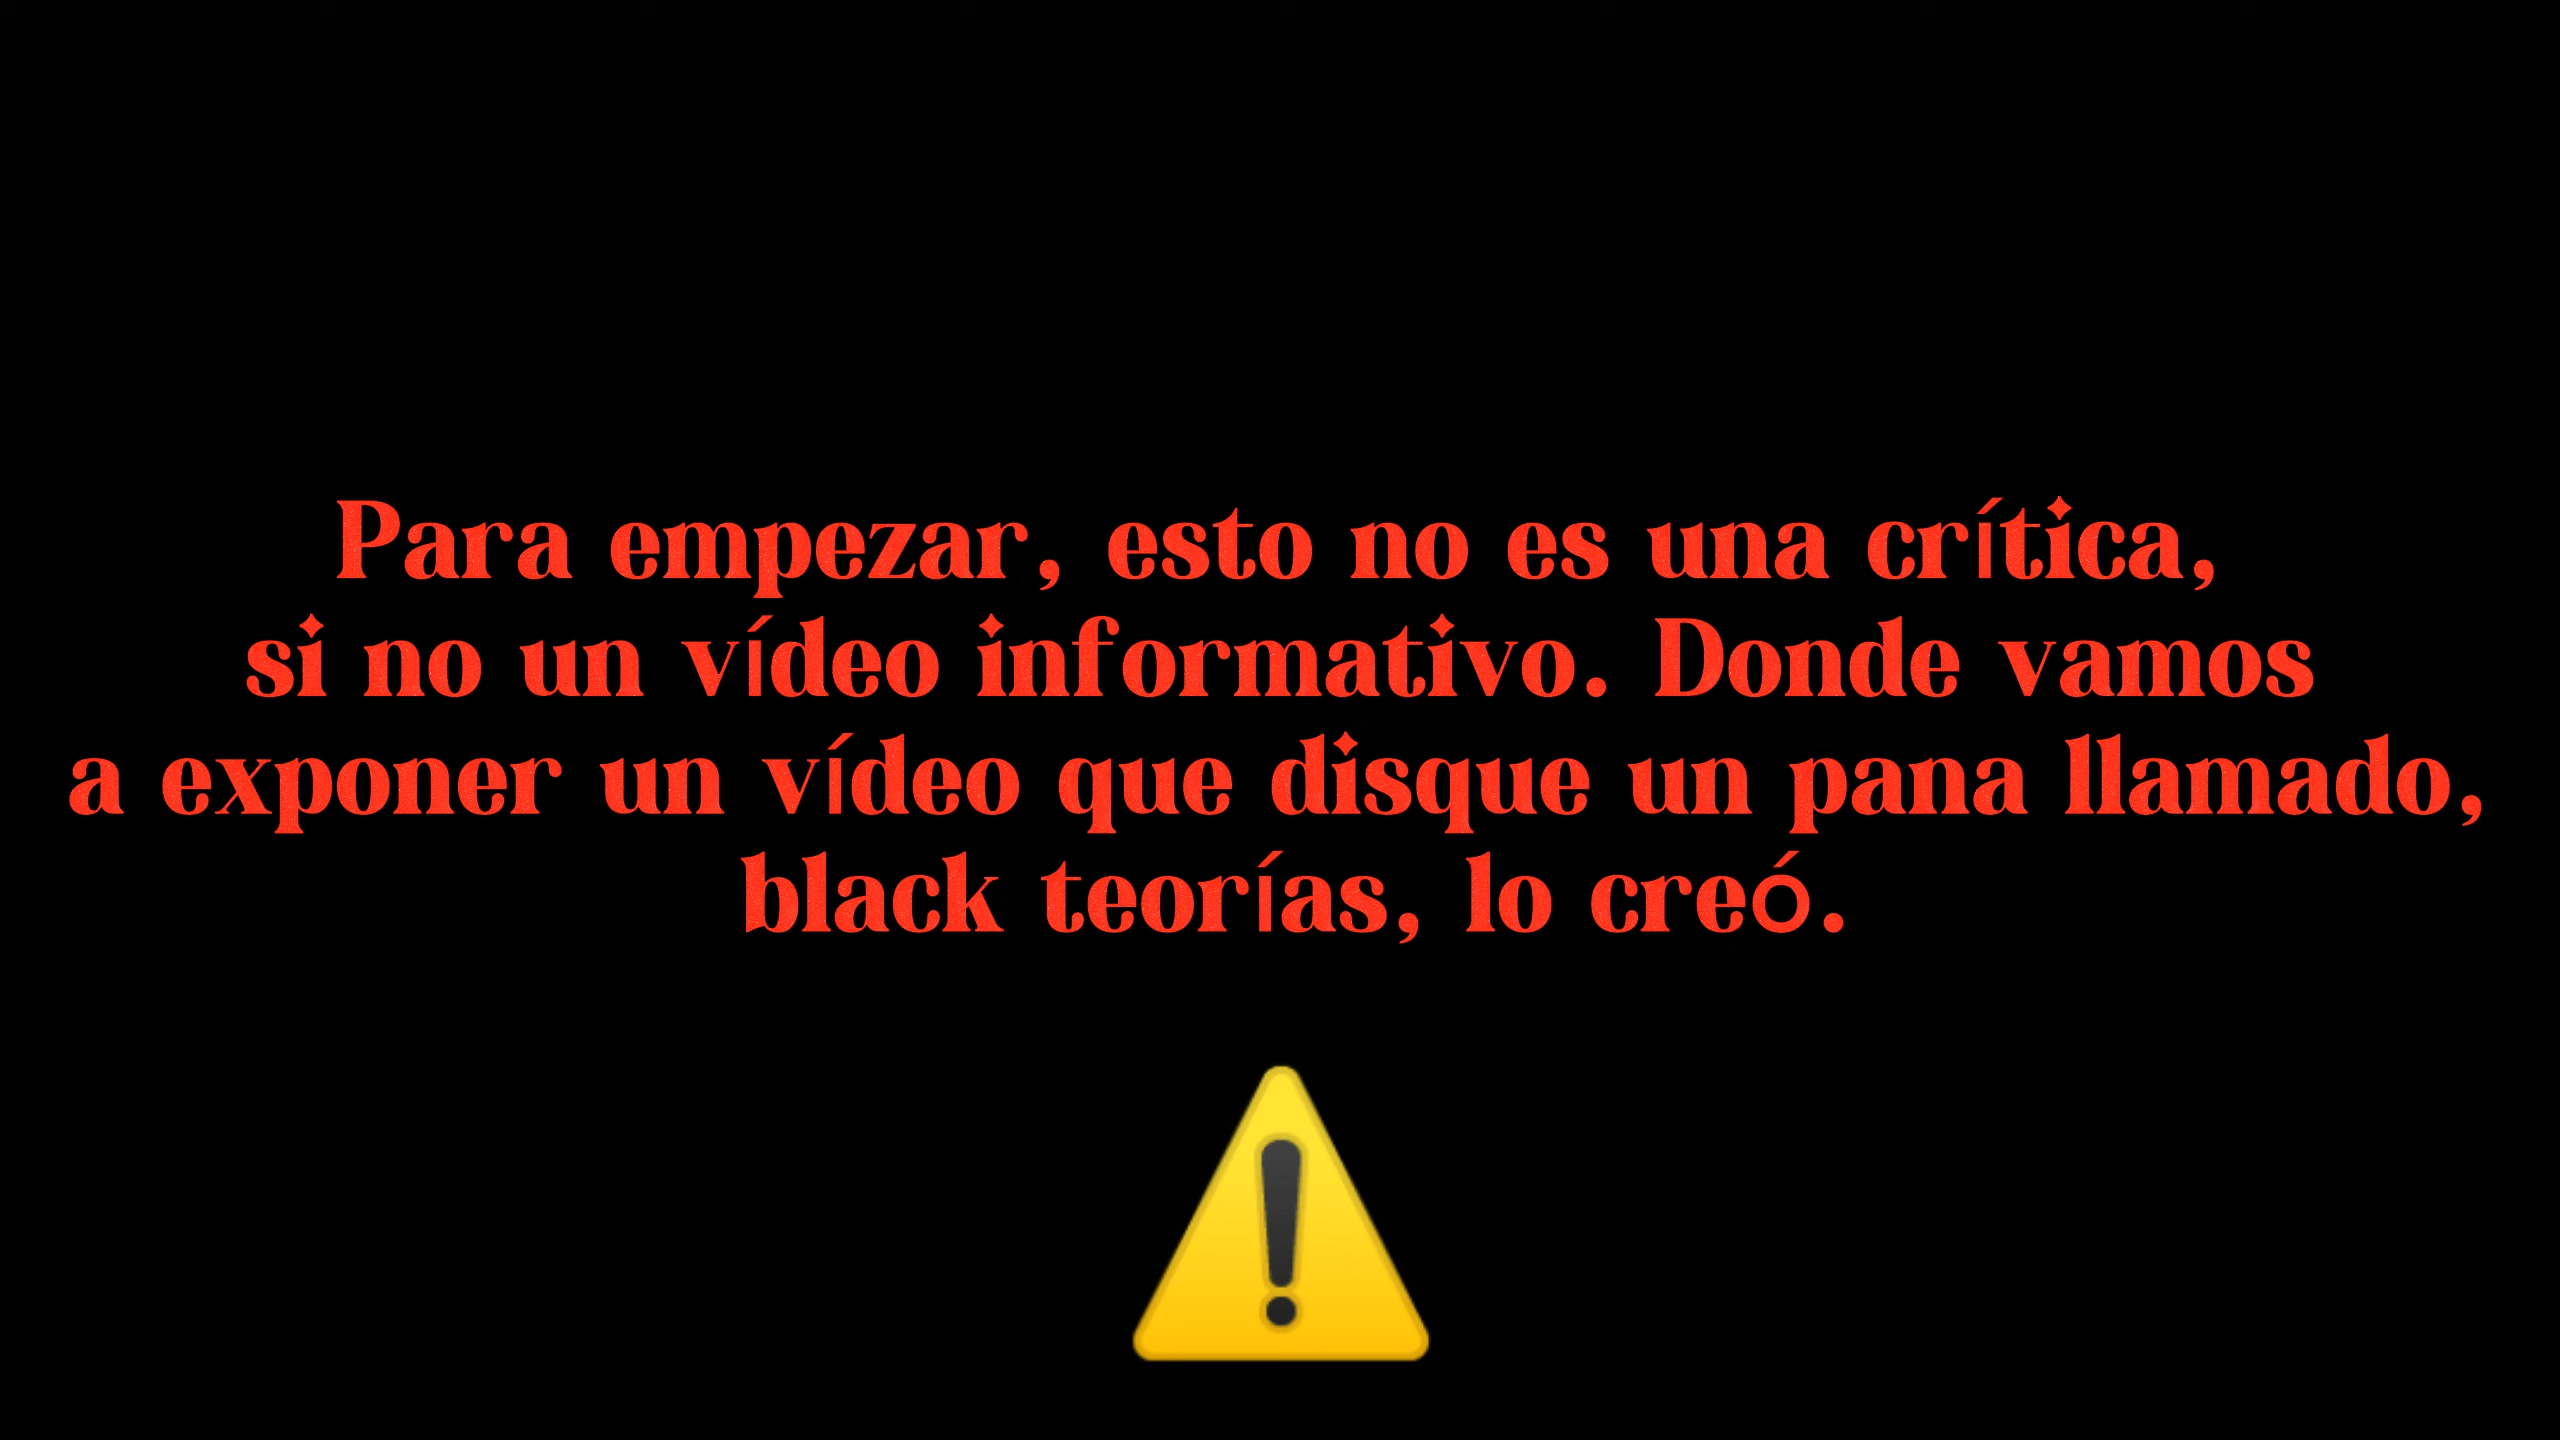 Para empezar, esto no es una crítica,
si no un vídeo informativo. Donde vamos
a exponer un vídeo que disque un pana llamado,
black teorías, lo creó.